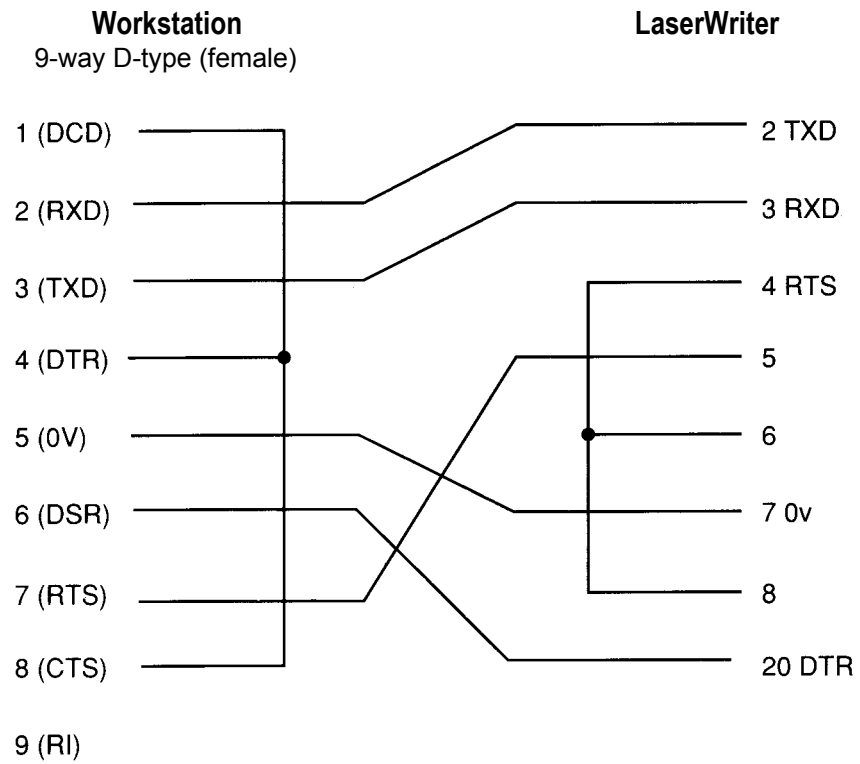 Workstation
9-way D-type (female)
LaserWriter
1 (DCD)
2 (RXD)
3 (TXD)
4 (DTR)
5 (0V)
6 (DSR)
7 (RTS)
8 (CTS)
9 (RI)
2 TXD
3 RXD
4 RTS
5
6
7 0v
8
20 DTR